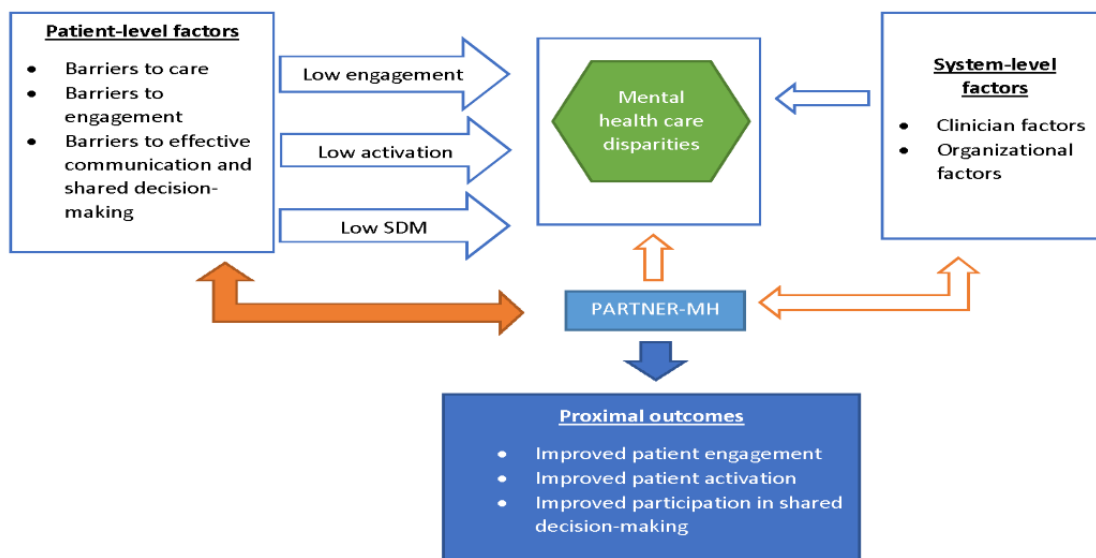 Patient-level factors
• Barriers to care
• Barriers to
engagement
• Barriers to effective
communication and
shared decision-
making
Low engagement
Low activation
Low SDM
Mental
health care
disparities
System-level
factors
• Clinician factors
• Organizational
factors
PARTNER-MH
Proximal outcomes
• Improved patient engagement
• Improved patient activation
• Improved participation in shared
decision-making